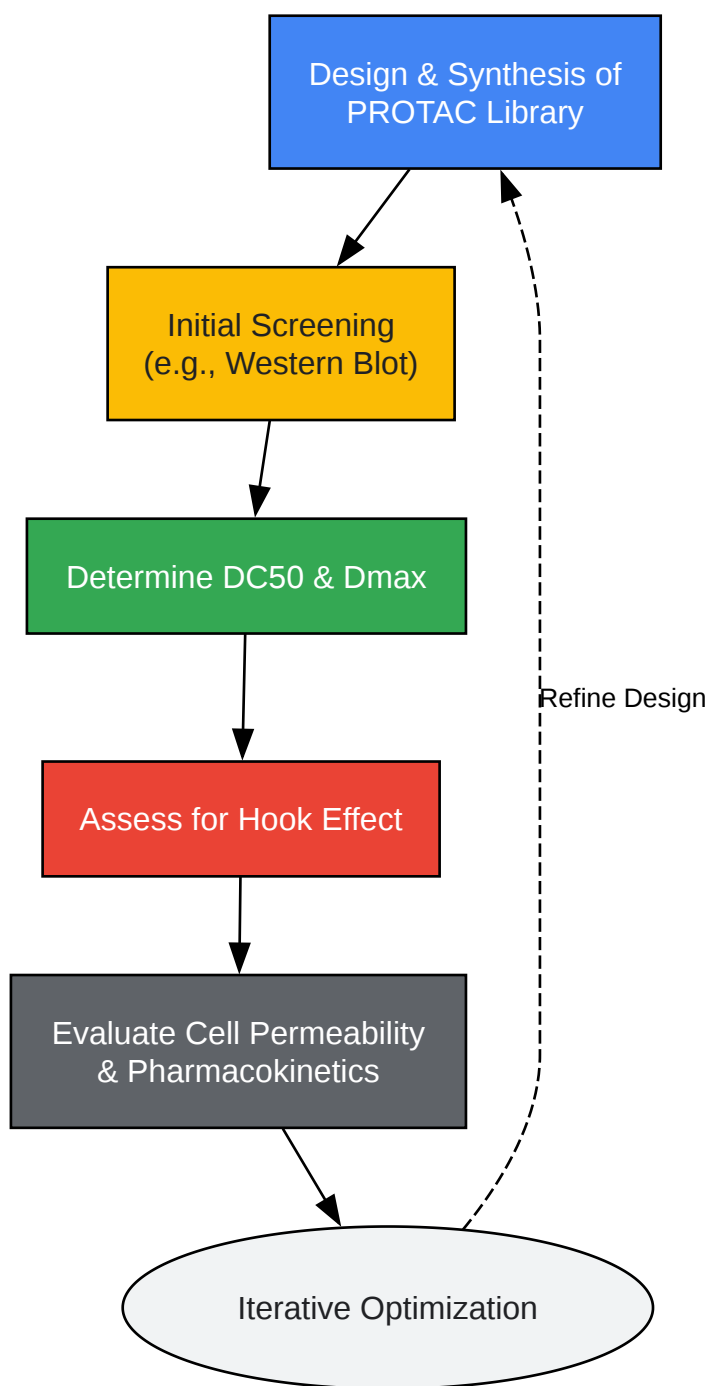 Design & Synthesis of
PROTAC Library
Initial Screening
(e.g., Western Blot)
Determine DC50 & Dmax
Refine Design
Assess for Hook Effect
Evaluate Cell Permeability
& Pharmacokinetics
Iterative Optimization